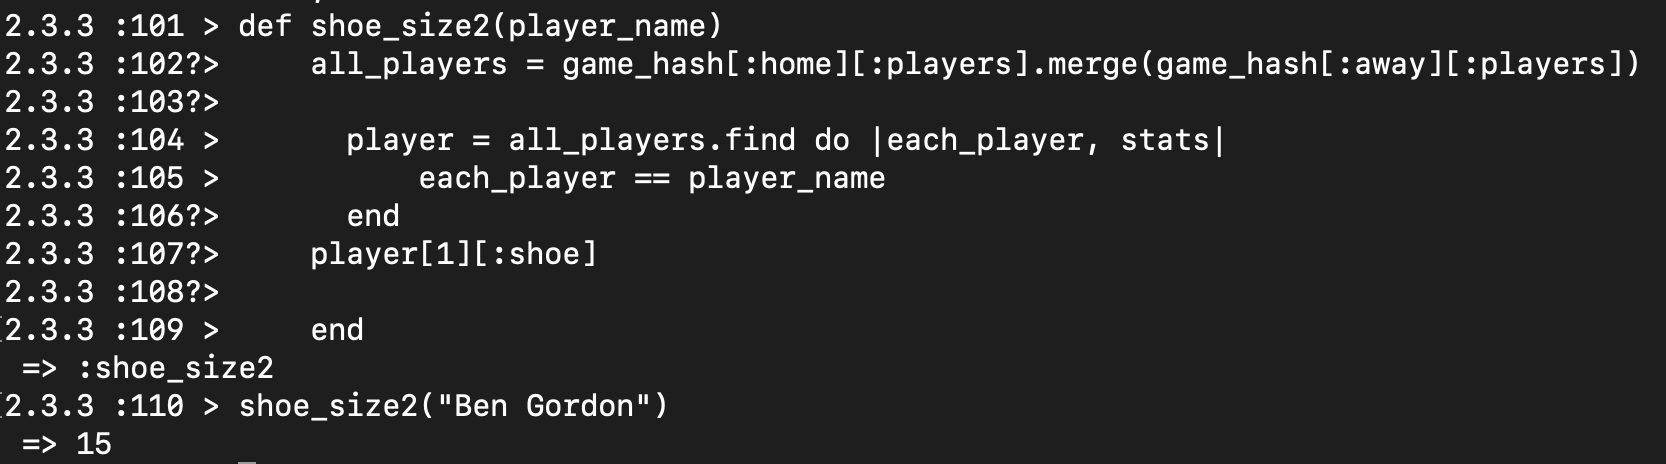 2.3.3 :101 > def shoe_size2(player_name)
2.3.3 :102?>     all_players = game_hash[:home][:players].merge(game_hash[:away][:players])
2.3.3 :103?>
2.3.3 :104 >       player = all_players.find do |each_player, stats|
2.3.3 :105 >           each_player == player_name
2.3.3 :106?>       end
2.3.3 :107?>     player[1][:shoe]
2.3.3 :108?>
2.3.3 :109 >     end
 => :shoe_size2
2.3.3 :110 > shoe_size2("Ben Gordon")
 => 15